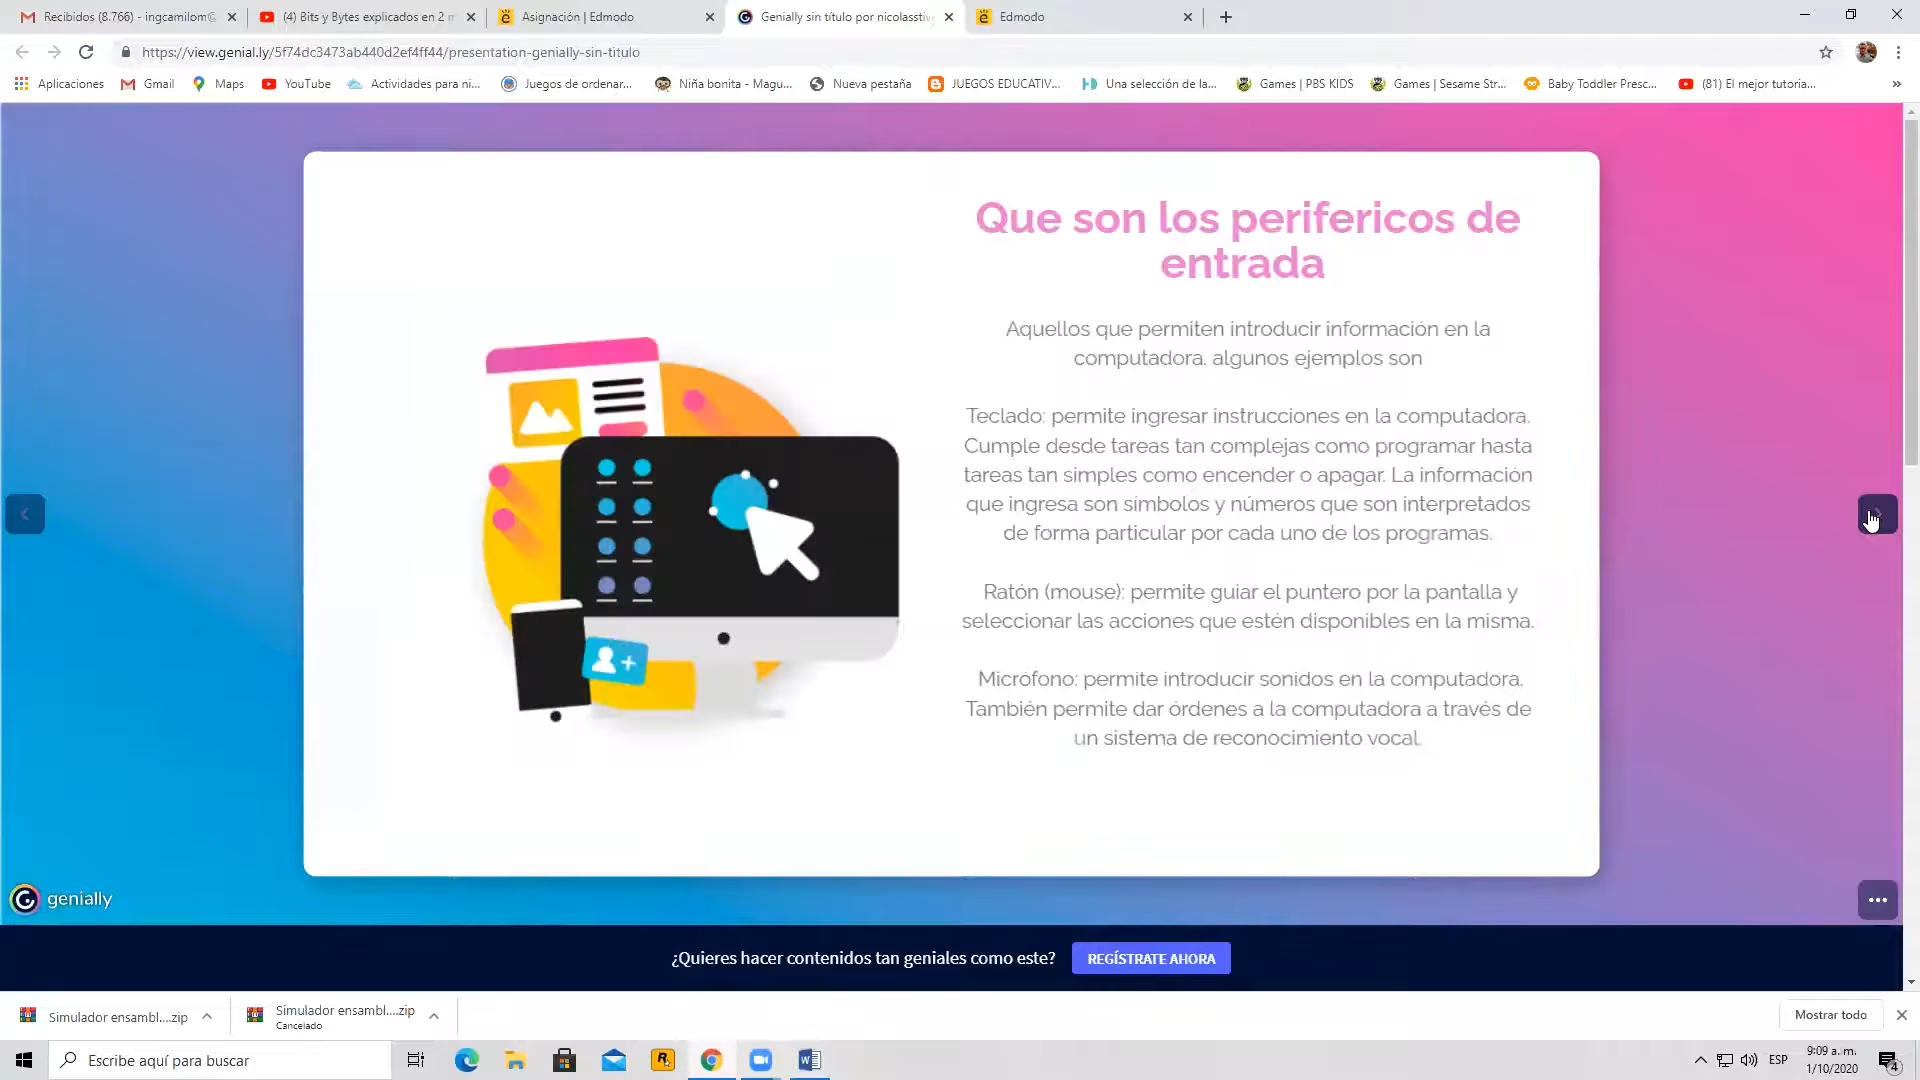 Recibidos (8.766) - ingcamilom@
(4) Bits y Bytes explicados en 2 m
Asignación | Edmodo
Genially sin título por nicolasstiv
Edmodo
https://view.genial.ly/5f74dc3473ab440d2ef4ff44/presentation-genially-sin-titulo
Aplicaciones
Gmail
Maps
YouTube
Actividades para ni...
Juegos de ordenar...
Niña bonita - Magu...
Nueva pestaña
JUEGOS EDUCATIV...
Una selección de la...
Games | PBS KIDS
Games | Sesame Str...
Baby Toddler Presc...
(81) El mejor tutoria...
»
Que son los perifericos de
entrada
Aquellos que permiten introducir información en la
computadora. algunos ejemplos son
Teclado: permite ingresar instrucciones en la computadora.
Cumple desde tareas tan complejas como programar hasta
tareas tan simples como encender o apagar. La información
que ingresa son símbolos y números que son interpretados
de forma particular por cada uno de los programas.
Ratón (mouse): permite guiar el puntero por la pantalla y
seleccionar las acciones que estén disponibles en la misma.
Micrófono: permite introducir sonidos en la computadora.
También permite dar órdenes a la computadora a través de
un sistema de reconocimiento vocal.
genially
¿Quieres hacer contenidos tan geniales como este?
REGÍSTRATE AHORA
Simulador ensambl....zip
Simulador ensambl....zip
Cancelado
Mostrar todo
Escribe aquí para buscar
ESP
9:09 a. m.
1/10/2020
4